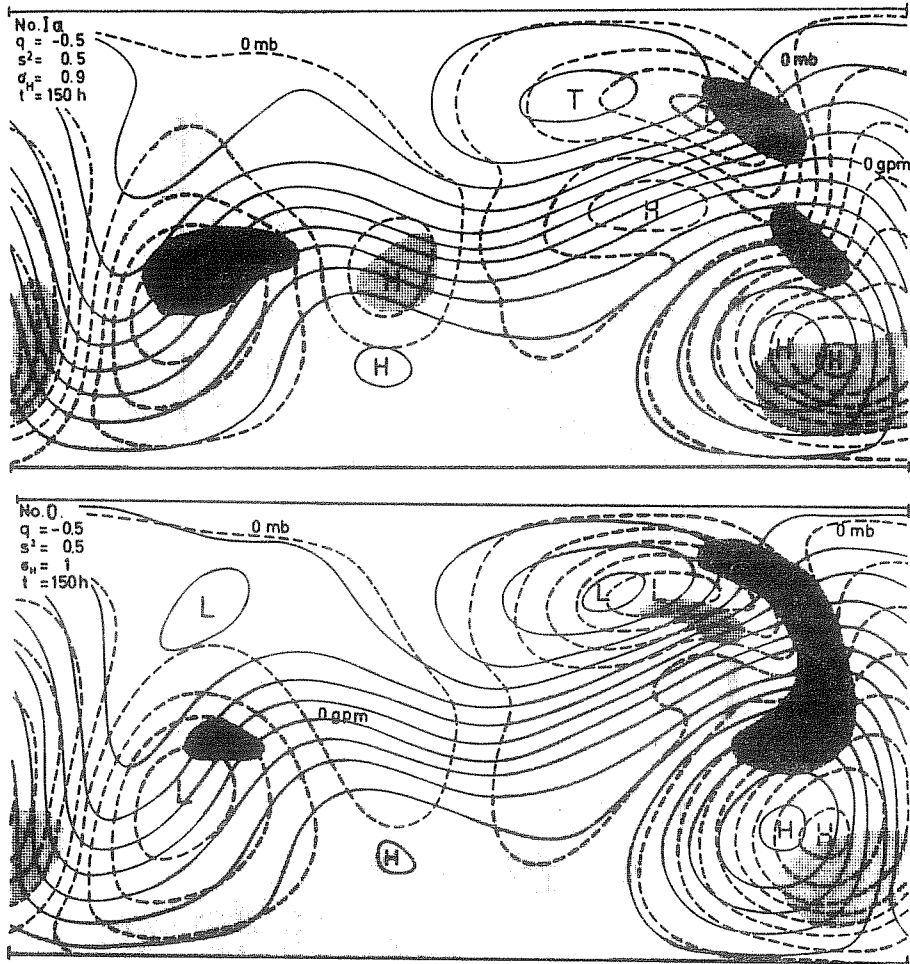 No. Ia
q = -0.5
s² = 0.5
σH = 0.9
t = 150 h
0 mb
0 mb
T
0 gpm
H
H
H
H
H
No. 0.
q = -0.5
s² = 0.5
σH = 1
t = 150 h
0 mb
0 mb
L
L
L
0 gpm
L
H
H
H